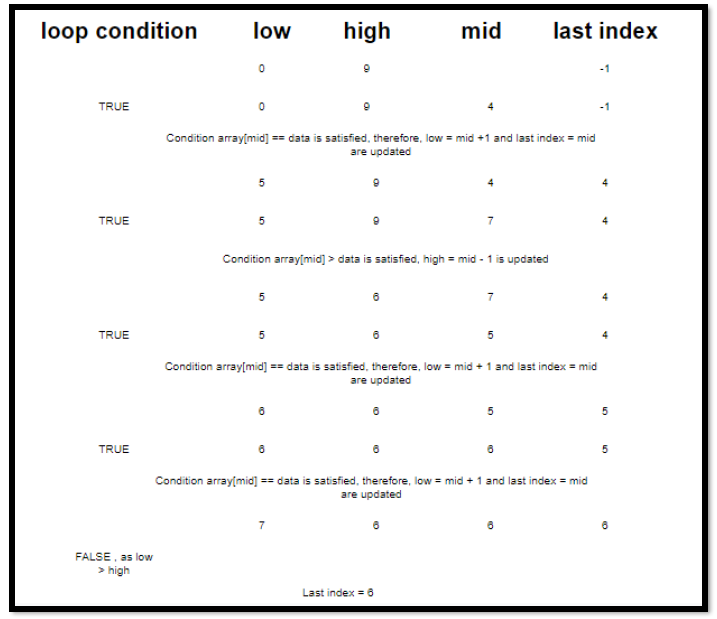 loop condition low high mid last index
0 9 -1
TRUE 0 9 4 -1
Condition array[mid] == data is satisfied, therefore, low = mid +1 and last index = mid
are updated
5 9 4 4
TRUE 5 9 7 4
Condition array[mid] > data is satisfied, high = mid - 1 is updated
5 6 7 4
TRUE 5 6 5 4
Condition array[mid] == data is satisfied, therefore, low = mid + 1 and last index = mid
are updated
6 6 5 5
TRUE 6 6 6 5
Condition array[mid] == data is satisfied, therefore, low = mid + 1 and last index = mid
are updated
7 6 6 6
FALSE , as low
> high
Last index = 6